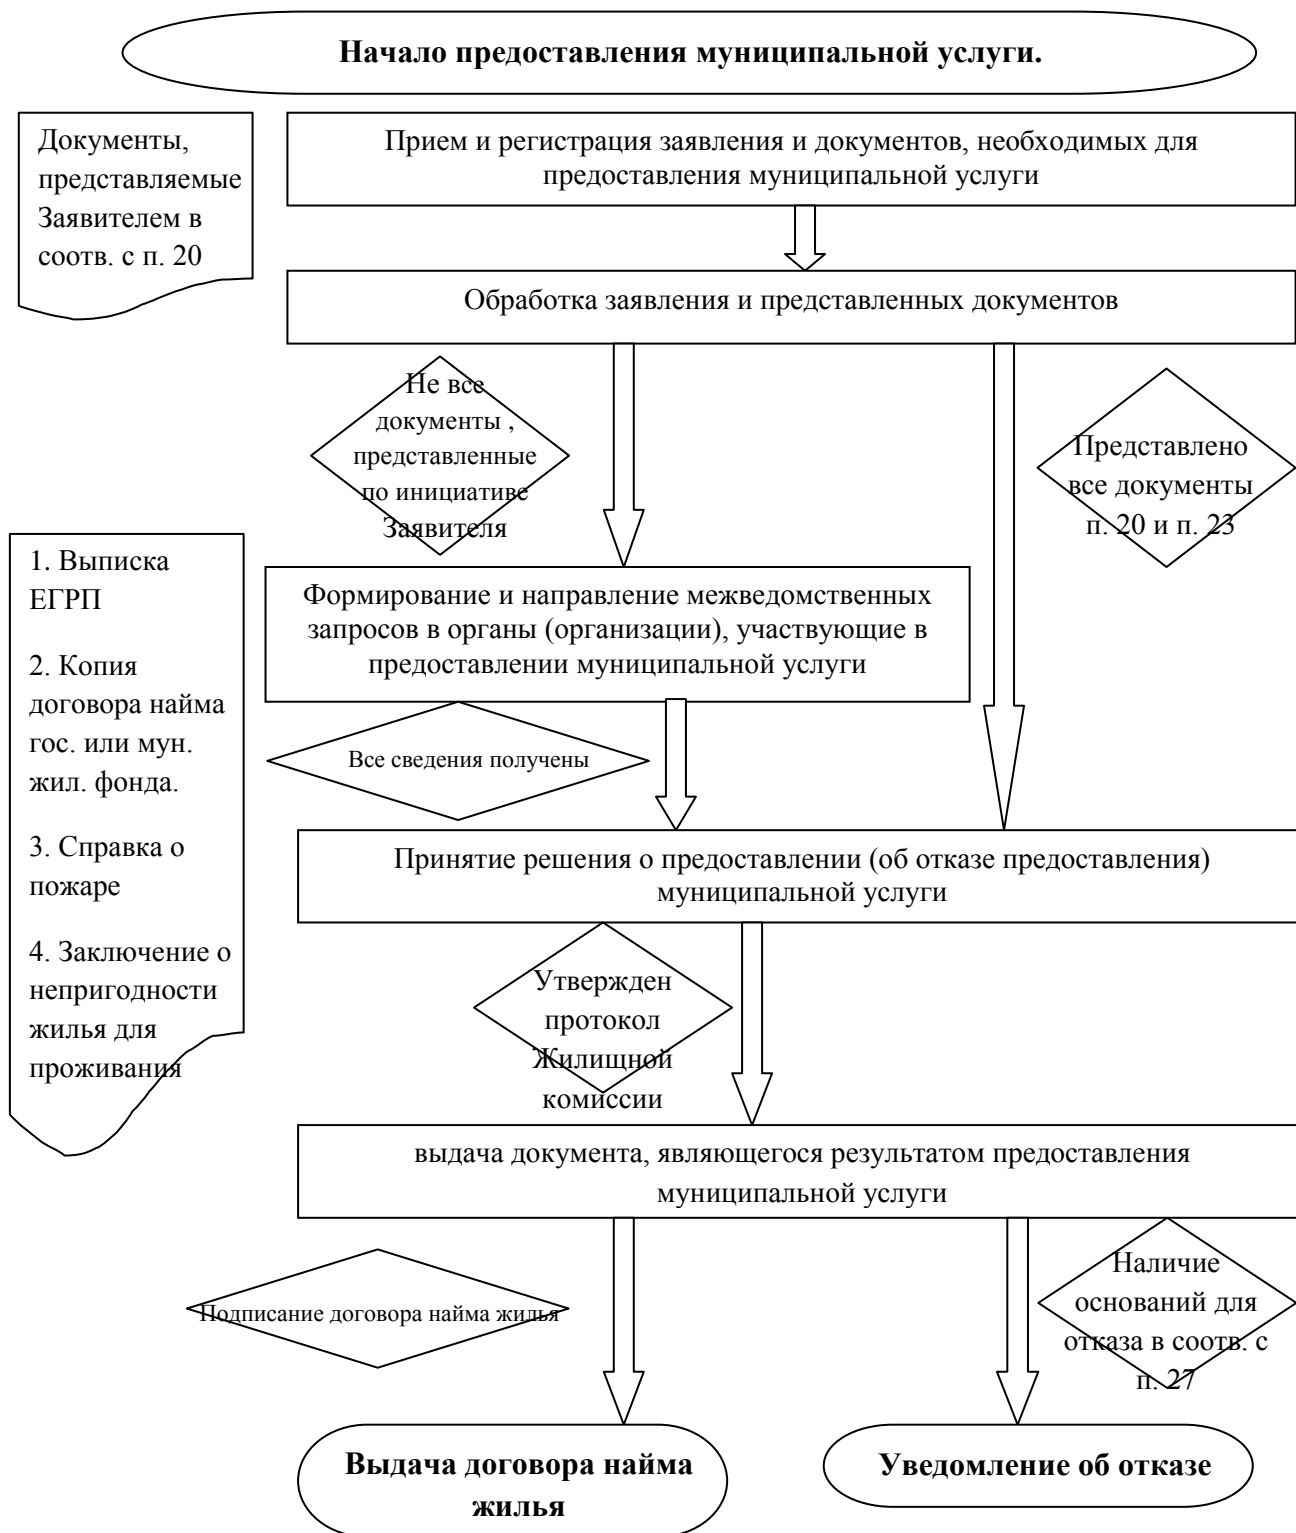 Начало предоставления муниципальной услуги.
Документы,
представляемые
Заявителем в
соотв. с п. 20
Прием и регистрация заявления и документов, необходимых для
предоставления муниципальной услуги
Обработка заявления и представленных документов
Не все
документы ,
представленные
по инициативе
Заявителя
Представлено
все документы
п. 20 и п. 23
1. Выписка
ЕГРП
2. Копия
договора найма
гос. или мун.
жил. фонда.
3. Справка о
пожаре
4. Заключение о
непригодности
жилья для
проживания
Формирование и направление межведомственных
запросов в органы (организации), участвующие в
предоставлении муниципальной услуги
Все сведения получены
Принятие решения о предоставлении (об отказе предоставления)
муниципальной услуги
Утвержден
протокол
Жилищной
комиссии
выдача документа, являющегося результатом предоставления
муниципальной услуги
Подписание договора найма жилья
Наличие
оснований для
отказа в соотв. с
п. 27
Выдача договора найма
жилья
Уведомление об отказе